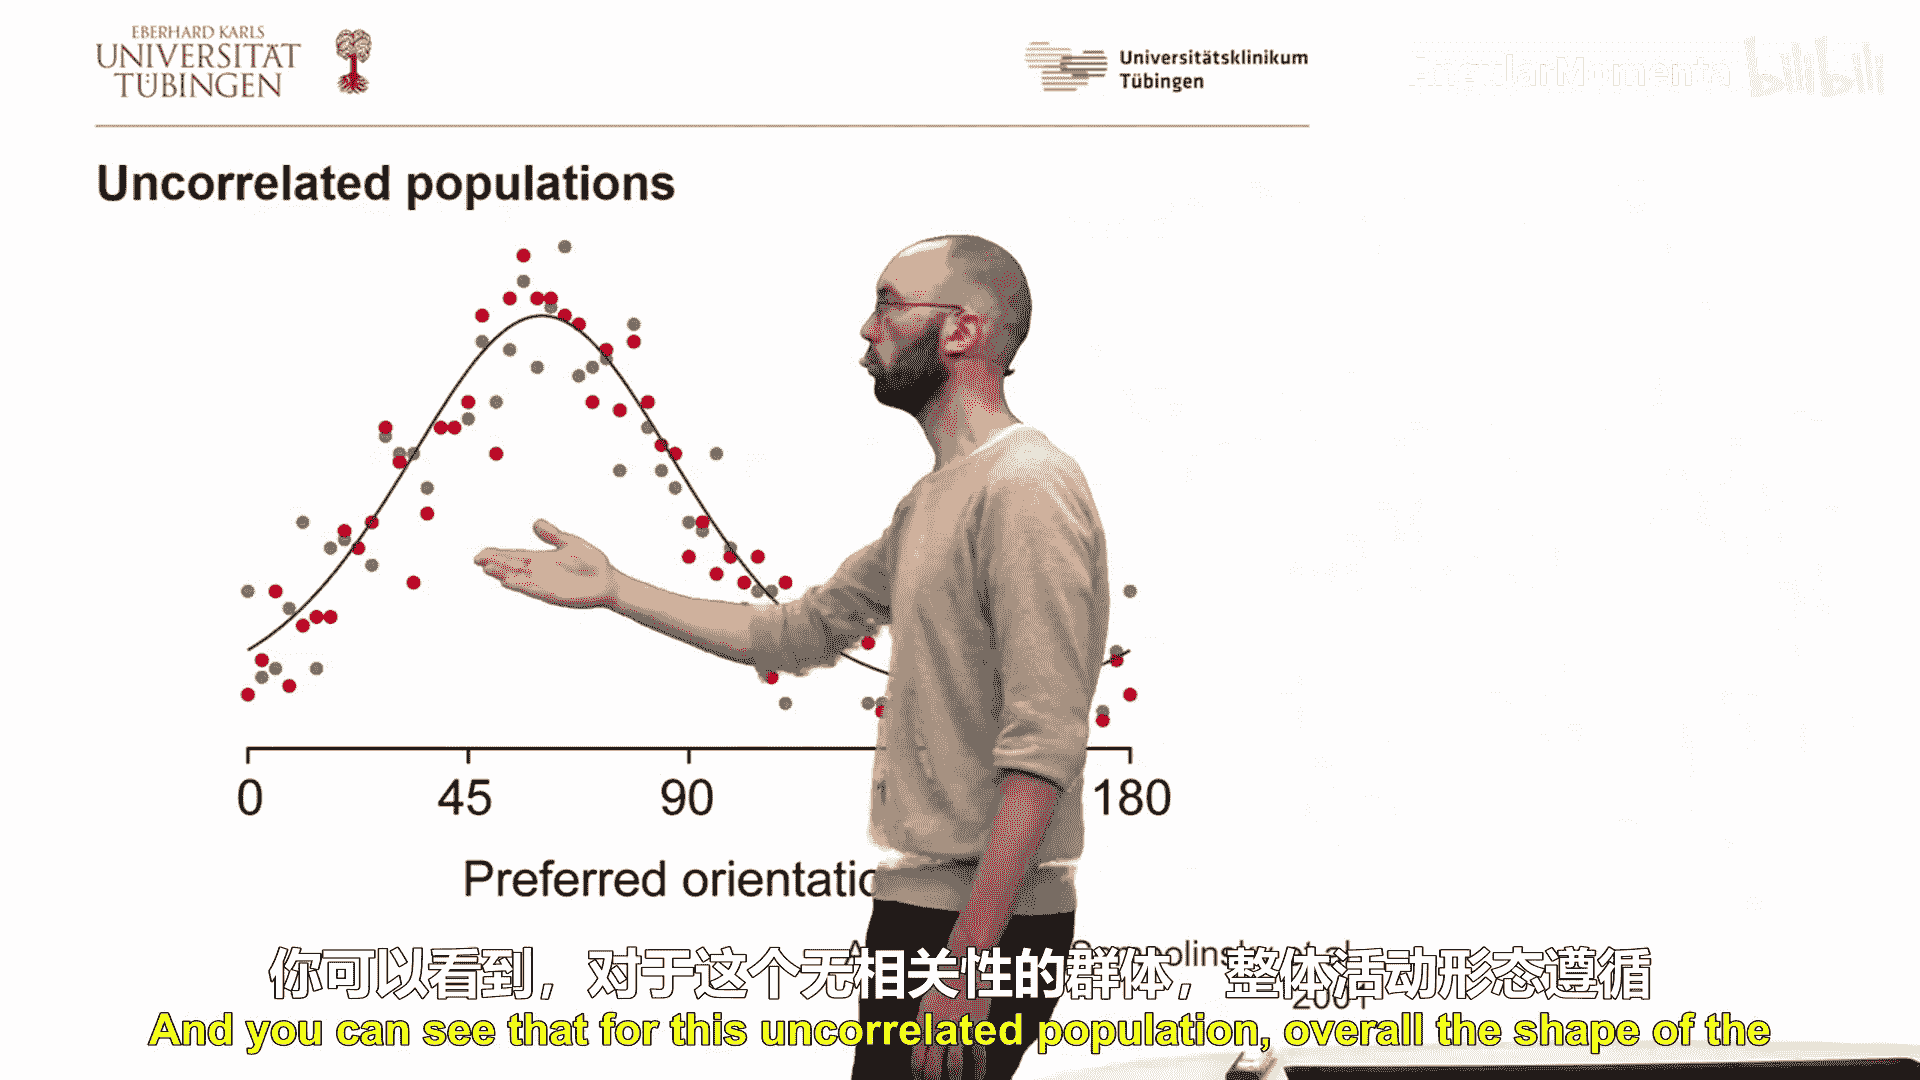 EBERHARD KARLS
UNIVERSITÄT
TÜBINGEN
Universitätsklinikum
Tübingen
AngularMomenta bilibili
Uncorrelated populations
0 45 90 180
Preferred
你可以看到，对于这个无相关性的群体，整体活动形态遵循
And you can see that for this uncorrelated population, overall the shape of the